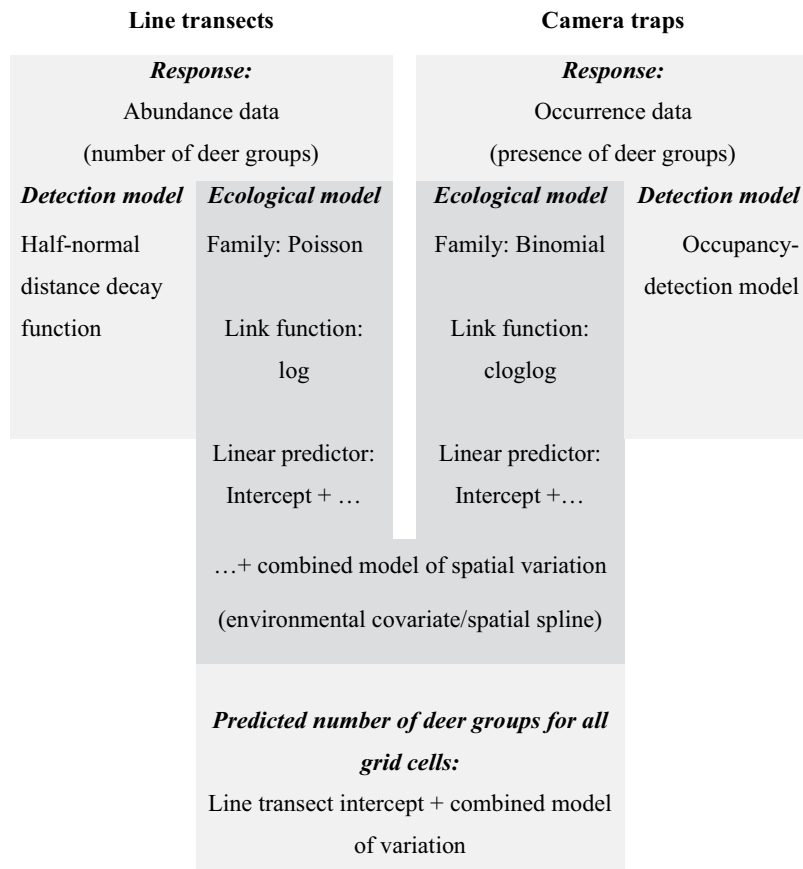 Line transects
Camera traps
Response:
Abundance data
(number of deer groups)
Response:
Occurrence data
(presence of deer groups)
Detection model
Half-normal
distance decay
function
Ecological model
Family: Poisson
Link function:
log
Linear predictor:
Intercept + …
Ecological model
Family: Binomial
Link function:
cloglog
Linear predictor:
Intercept +…
Detection model
Occupancy-
detection model
…+ combined model of spatial variation
(environmental covariate/spatial spline)
Predicted number of deer groups for all
grid cells:
Line transect intercept + combined model
of variation